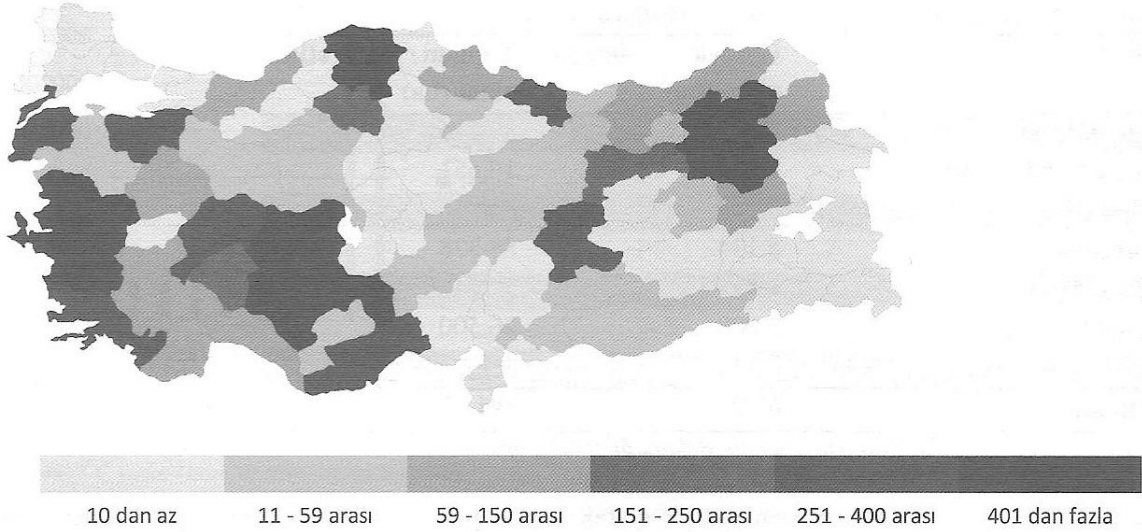 10 dan az
11 - 59 arası
59 - 150 arası
151 - 250 arası
251 - 400 arası
401 dan fazla